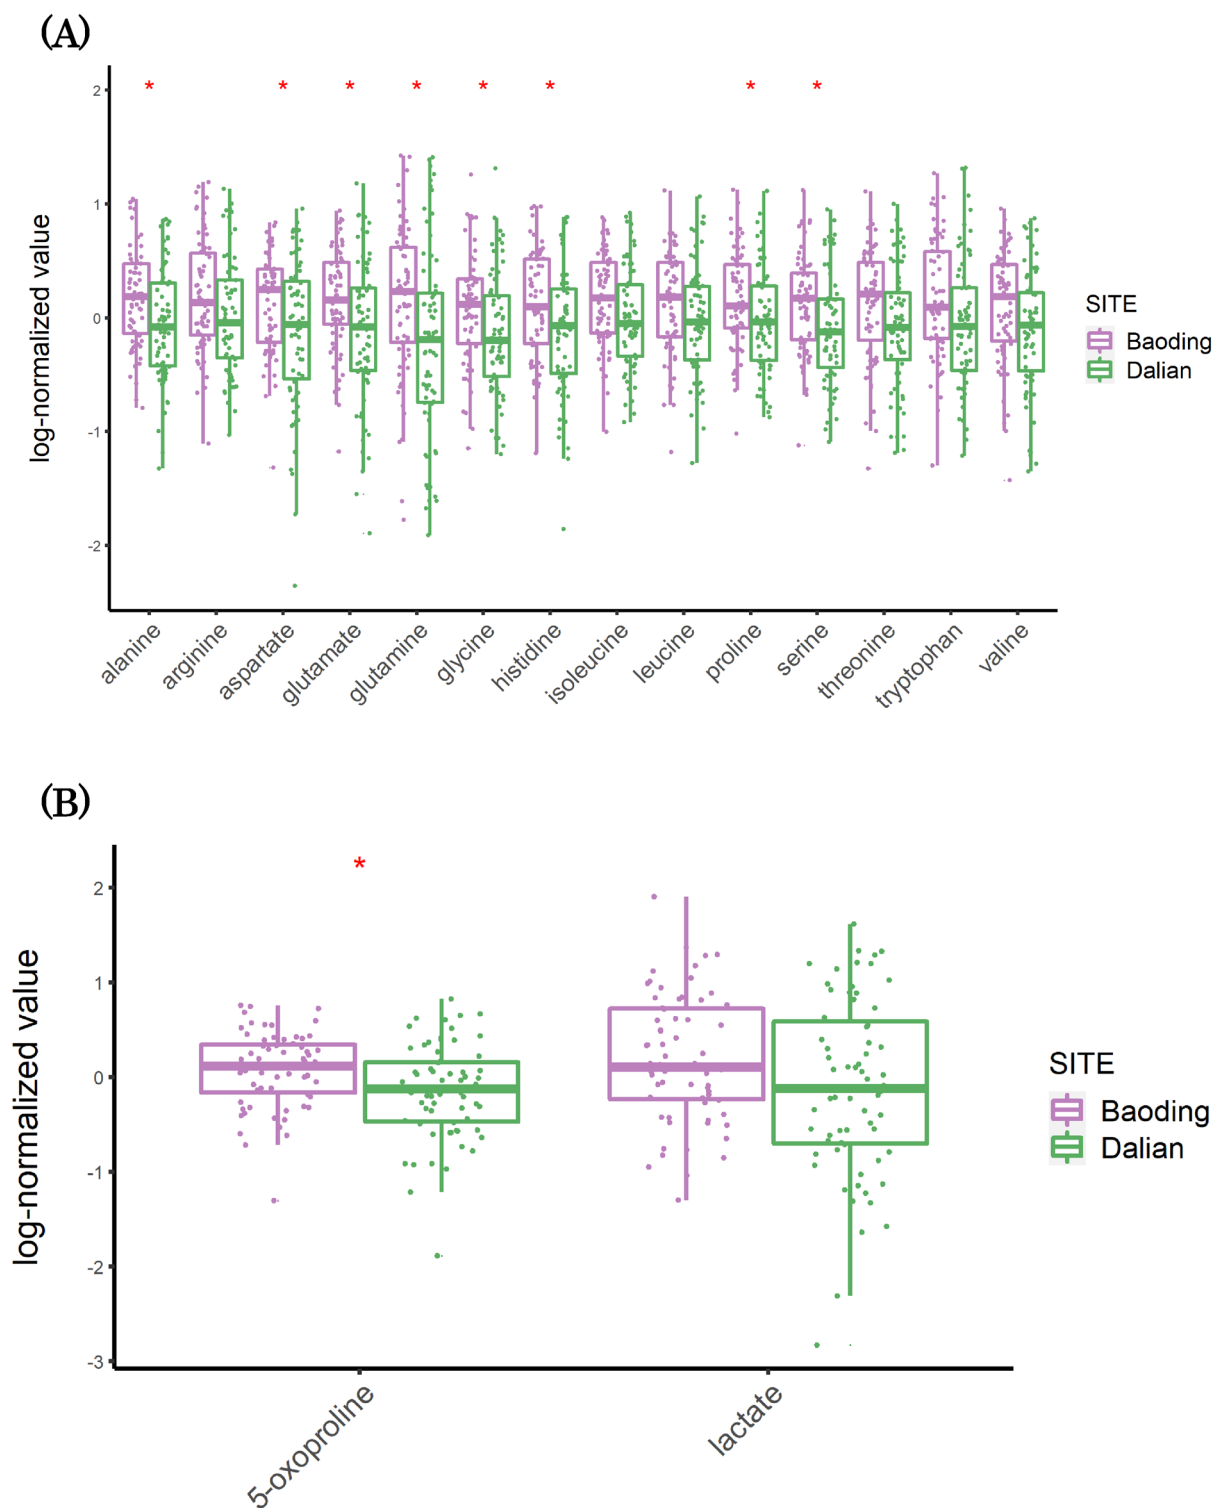 (A)
* * * * * * * *
2
1
0
-1
-2
log-normalized value
alanine arginine aspartate glutamate glutamine glycine histidine isoleucine leucine proline serine threonine tryptophan valine
SITE
Baoding
Dalian
(B)
*
2
1
0
-1
-2
-3
log-normalized value
5-oxoproline lactate
SITE
Baoding
Dalian